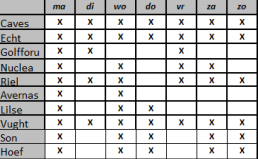 ma di wo do vr za zo
Caves X X X X X X X
Echt X X X X X X X
Golfforu X X X
Nuclea X X X X
Riel X X X X X X
Avernas X X
Lilse X X X
Vught X X X X X X X
Son X X X X X
Hoef X X X X X